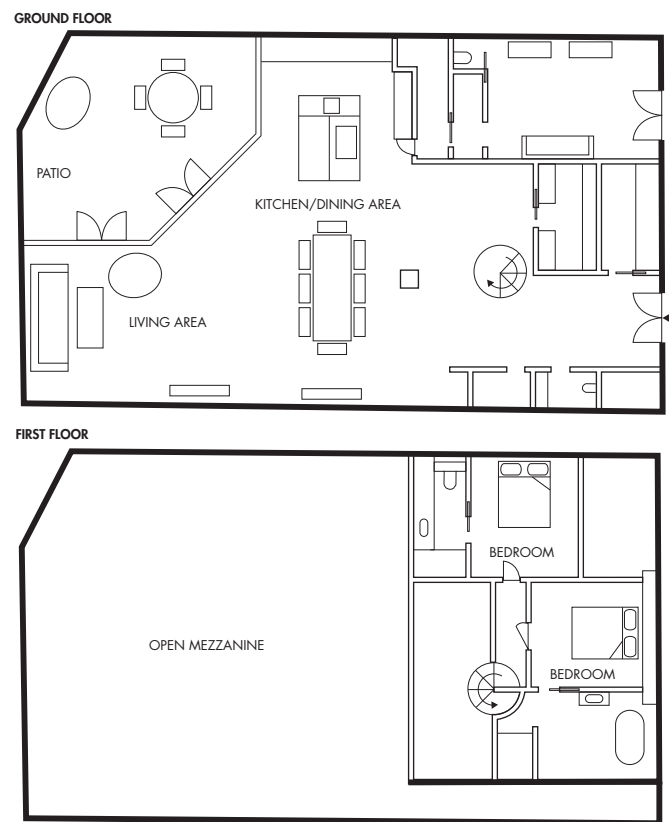 GROUND FLOOR
PATIO
KITCHEN/DINING AREA
LIVING AREA
FIRST FLOOR
BEDROOM
OPEN MEZZANINE
BEDROOM